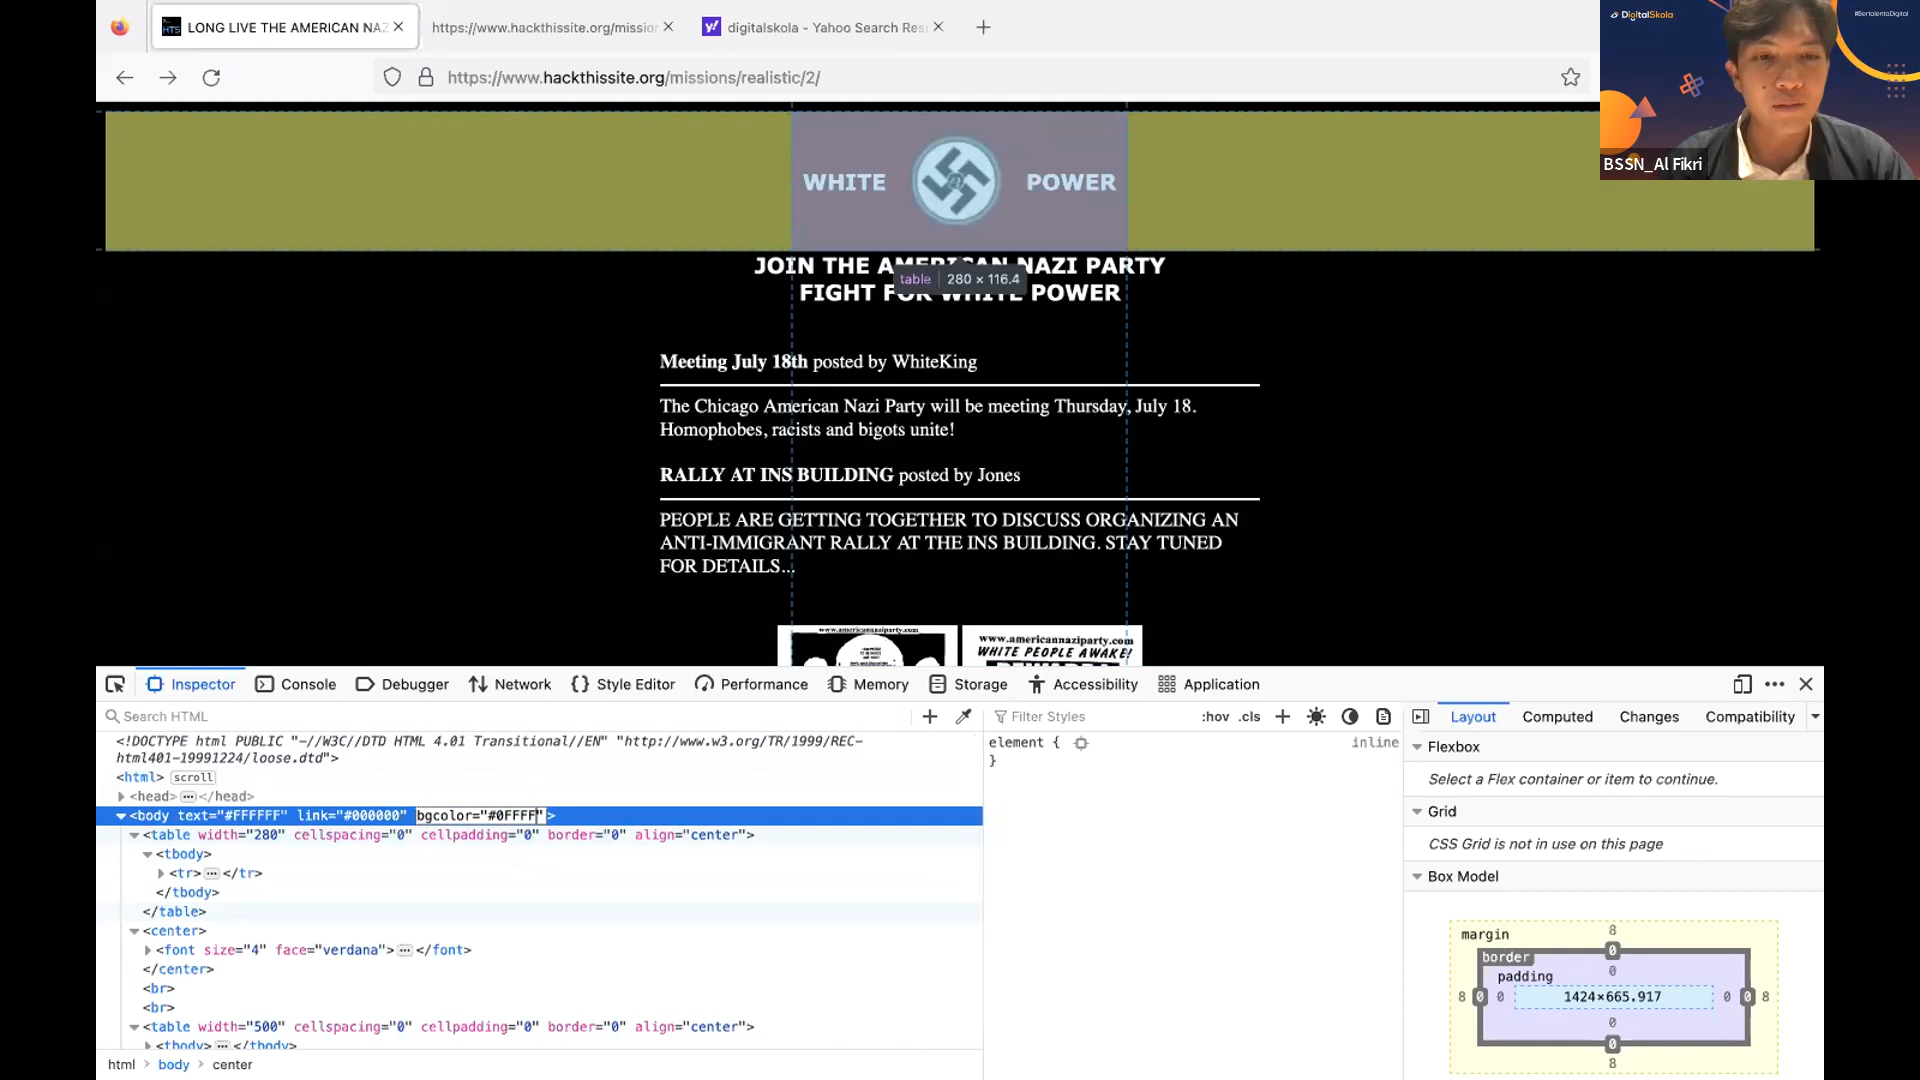 LONG LIVE THE AMERICAN NAZ
https://www.hackthissite.org/mission
digitalskola - Yahoo Search Res
https://www.hackthissite.org/missions/realistic/2/
DigitalSkola
#BertalentaDigital
BSSN_Al Fikri
WHITE POWER
JOIN THE AMERICAN NAZI PARTY
table 280 × 116.4
FIGHT FOR WHITE POWER
Meeting July 18th posted by WhiteKing
The Chicago American Nazi Party will be meeting Thursday, July 18.
Homophobes, racists and bigots unite!
RALLY AT INS BUILDING posted by Jones
PEOPLE ARE GETTING TOGETHER TO DISCUSS ORGANIZING AN
ANTI-IMMIGRANT RALLY AT THE INS BUILDING. STAY TUNED
FOR DETAILS...
www.americannaziparty.com
www.americannaziparty.com
WHITE PEOPLE AWAKE!
Inspector Console Debugger Network Style Editor Performance Memory Storage Accessibility Application
Search HTML
Filter Styles :hov .cls
Layout Computed Changes Compatibility
<!DOCTYPE html PUBLIC "-//W3C//DTD HTML 4.01 Transitional//EN" "http://www.w3.org/TR/1999/REC-
html401-19991224/loose.dtd">
<html> scroll
<head> </head>
<body text="#FFFFFF" link="#000000" bgcolor="#0FFFF">
<table width="280" cellspacing="0" cellpadding="0" border="0" align="center">
<tbody>
<tr> </tr>
</tbody>
</table>
<center>
<font size="4" face="verdana"> </font>
</center>
<br>
<br>
<table width="500" cellspacing="0" cellpadding="0" border="0" align="center">
<tbody> </tbody>
html body center
element { inline
}
Flexbox
Select a Flex container or item to continue.
Grid
CSS Grid is not in use on this page
Box Model
margin 8
border 0
padding 0
8 0 0 1424×665.917 0 0 8
0
0
8